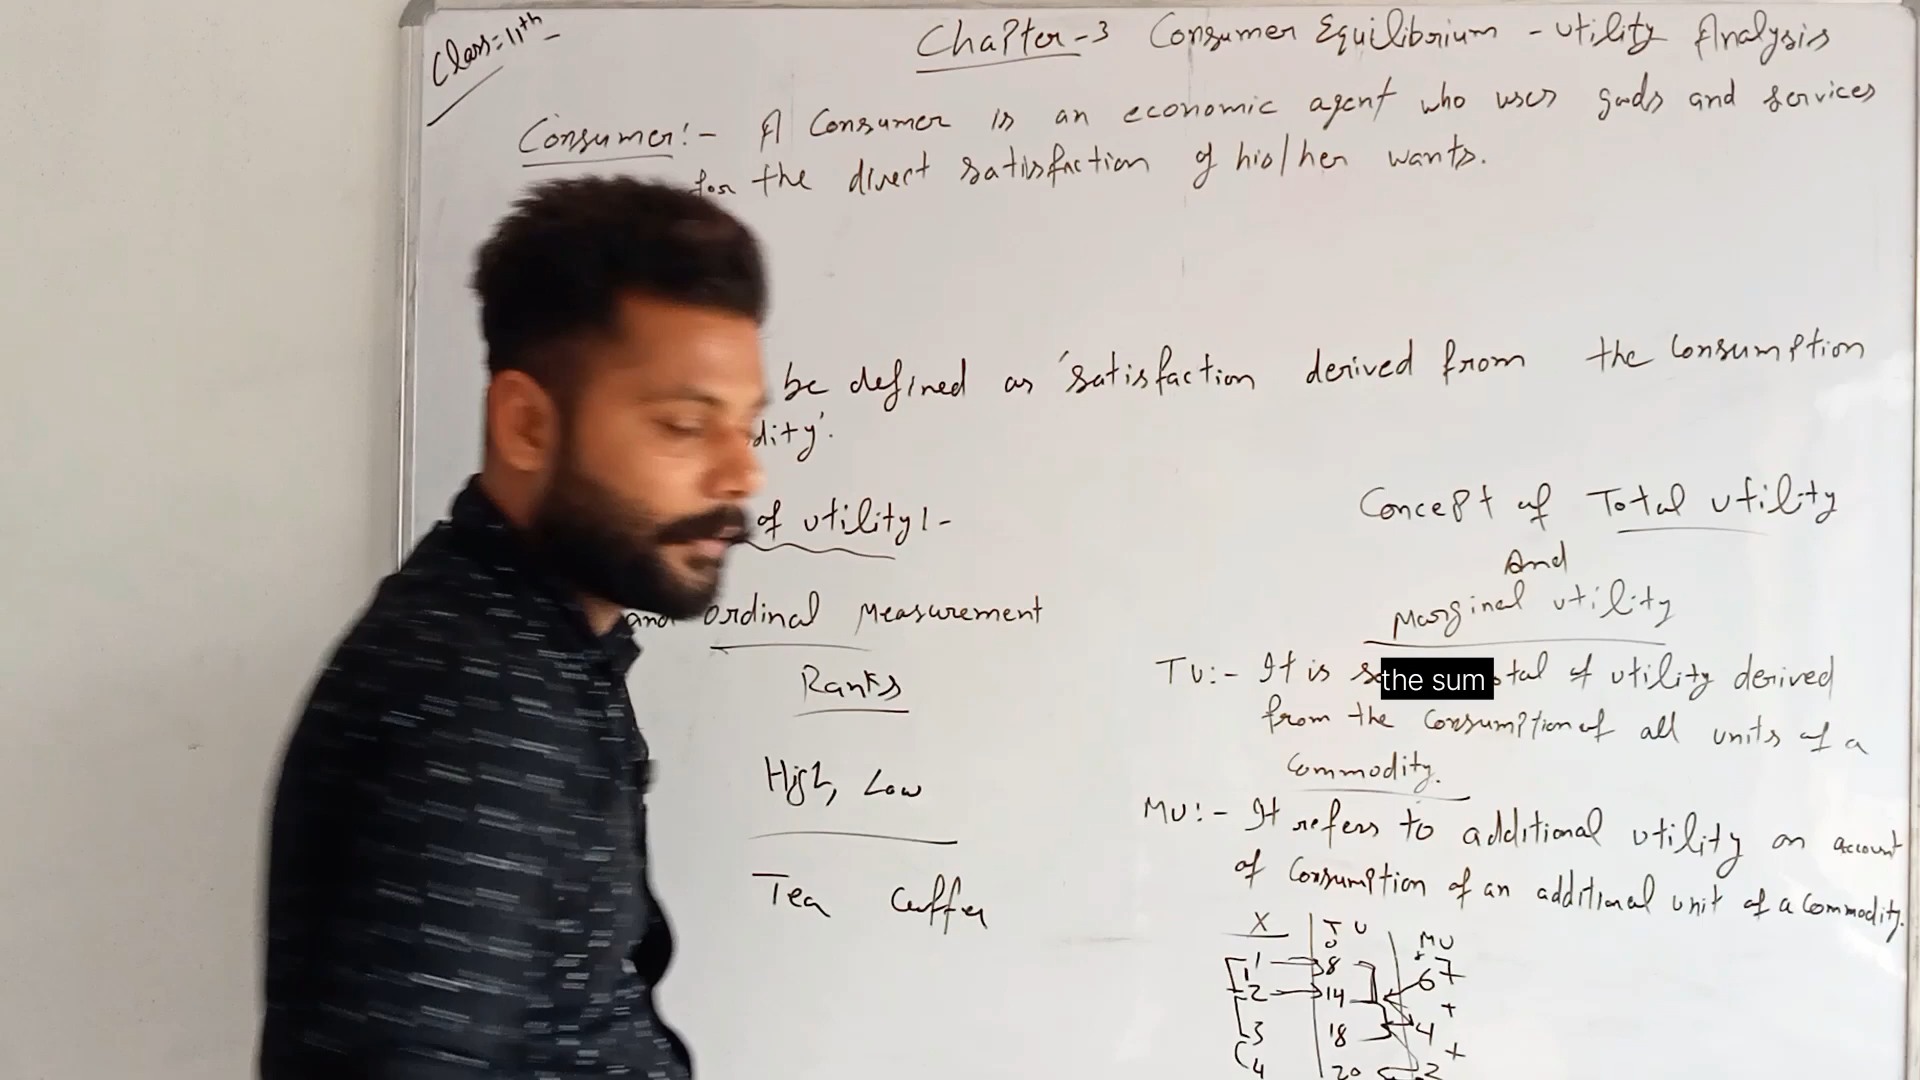 Class:11th
Chapter-3 Consumer Equilibrium - Utility Analysis
Consumer:- A Consumer is an economic agent who uses goods and services
for the direct satisfaction of his/her wants.
be defined as 'satisfaction derived from the Consumption
dity'.
of utility:-
and ordinal Measurement
Ranks
High, Low
Tea
Concept of Total utility
And
Marginal utility
TU:- It is the sum total of utility derived
from the Consumption of all units of a
Commodity.
MU:- It refers to additional utility on account
of Consumption of an additional unit of a Commodity.
X TU MU
0
1 8
2 14 6 +
3 18 4 +
4 20 2